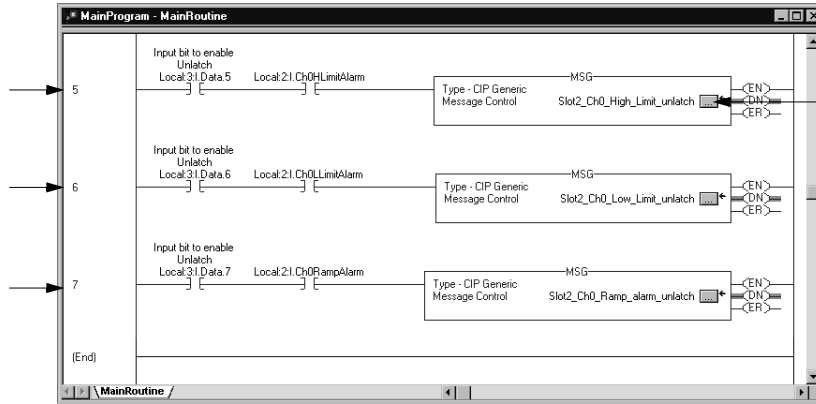 MainProgram - MainRoutine
Input bit to enable
Unlatch
Local:3:I.Data.5 Local:2:I.Ch0HLimitAlarm
5
MSG
Type - CIP Generic
Message Control Slot2_Ch0_High_Limit_unlatch ...
EN
DN
ER
Input bit to enable
Unlatch
Local:3:I.Data.6 Local:2:I.Ch0LLimitAlarm
6
MSG
Type - CIP Generic
Message Control Slot2_Ch0_Low_Limit_unlatch ...
EN
DN
ER
Input bit to enable
Unlatch
Local:3:I.Data.7 Local:2:I.Ch0RampAlarm
7
MSG
Type - CIP Generic
Message Control Slot2_Ch0_Ramp_alarm_unlatch ...
EN
DN
ER
(End)
MainRoutine